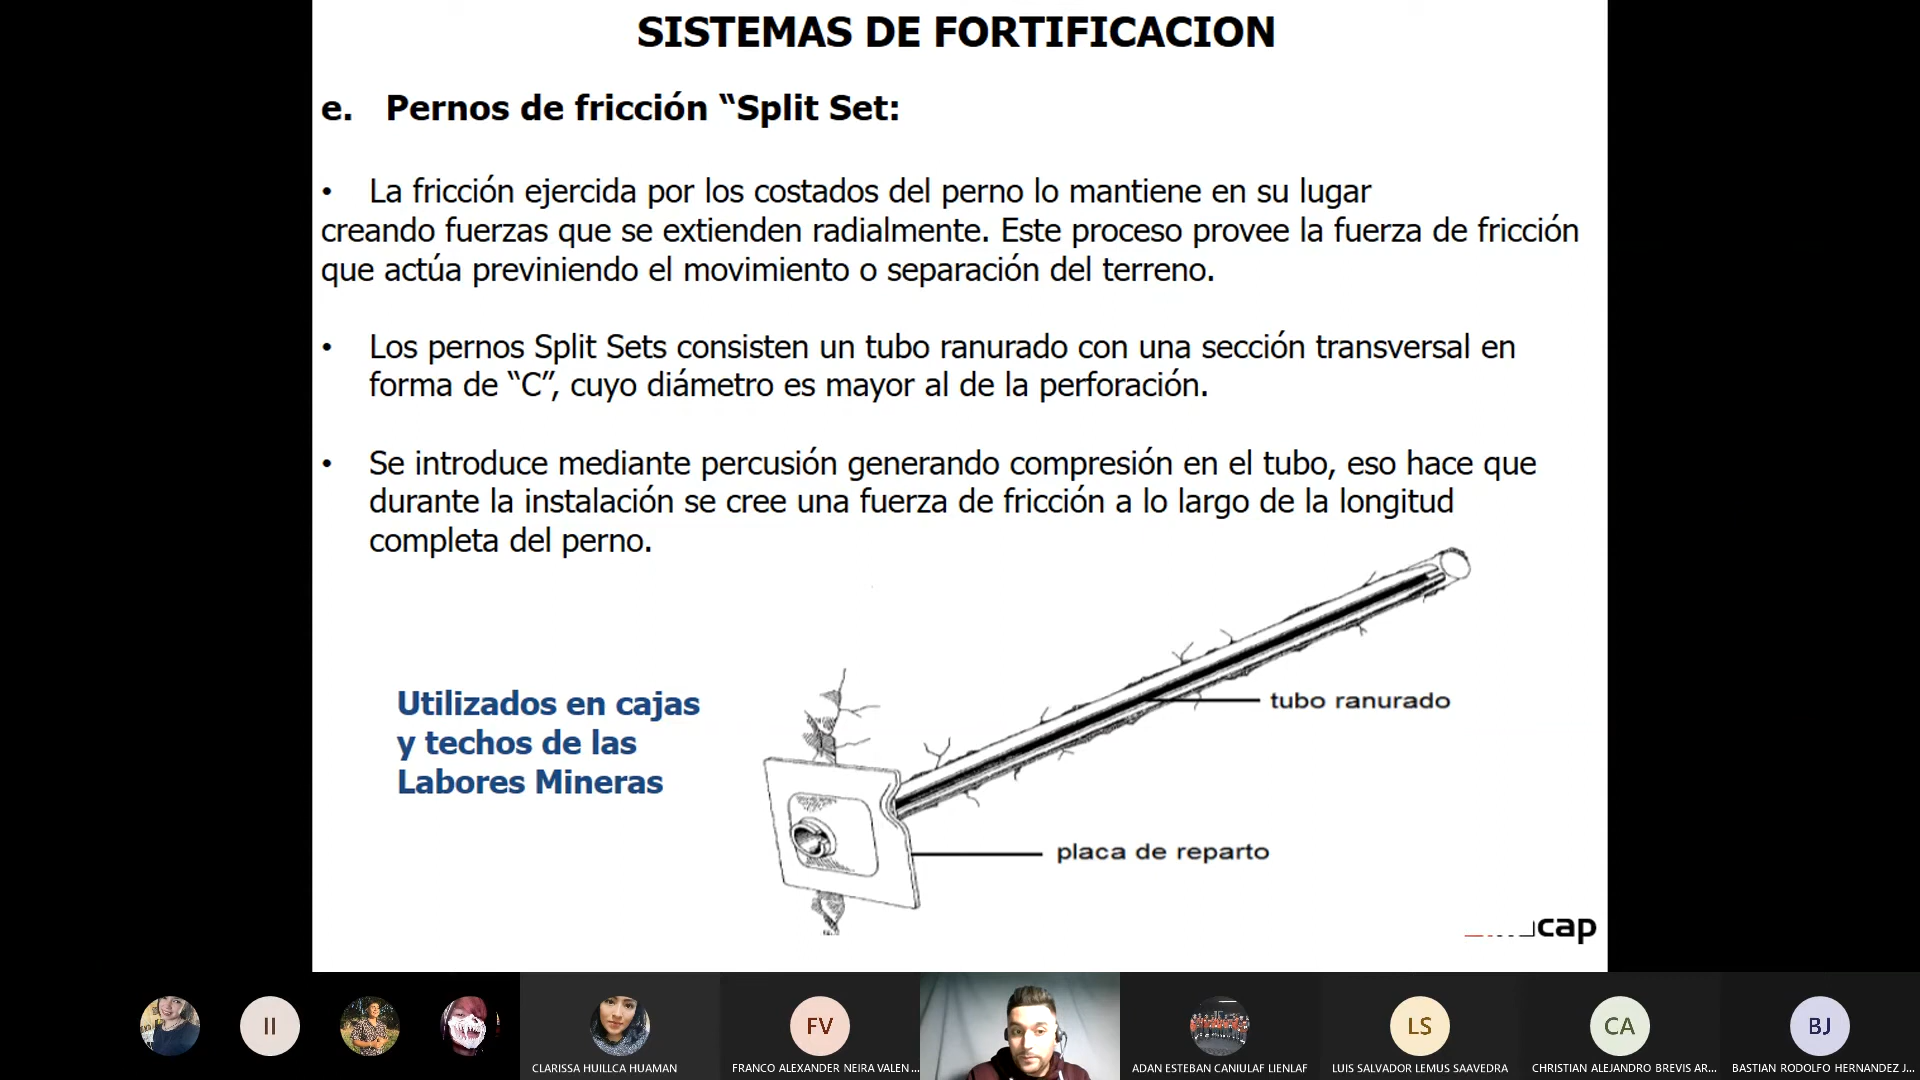 SISTEMAS DE FORTIFICACION
e. Pernos de fricción “Split Set:
• La fricción ejercida por los costados del perno lo mantiene en su lugar
creando fuerzas que se extienden radialmente. Este proceso provee la fuerza de fricción
que actúa previniendo el movimiento o separación del terreno.
• Los pernos Split Sets consisten un tubo ranurado con una sección transversal en
forma de “C”, cuyo diámetro es mayor al de la perforación.
• Se introduce mediante percusión generando compresión en el tubo, eso hace que
durante la instalación se cree una fuerza de fricción a lo largo de la longitud
completa del perno.
Utilizados en cajas
y techos de las
Labores Mineras
tubo ranurado
placa de reparto
cap
II
FV
LS
CA
BJ
CLARISSA HUILLCA HUAMAN
FRANCO ALEXANDER NEIRA VALEN...
ADAN ESTEBAN CANIULAF LIENLAF
LUIS SALVADOR LEMUS SAAVEDRA
CHRISTIAN ALEJANDRO BREVIS AR...
BASTIAN RODOLFO HERNANDEZ J...